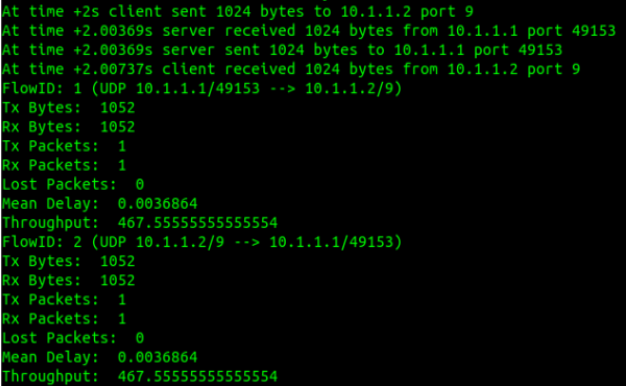 At time +2s client sent 1024 bytes to 10.1.1.2 port 9
At time +2.00369s server received 1024 bytes from 10.1.1.1 port 49153
At time +2.00369s server sent 1024 bytes to 10.1.1.1 port 49153
At time +2.00737s client received 1024 bytes from 10.1.1.2 port 9
FlowID: 1 (UDP 10.1.1.1/49153 --> 10.1.1.2/9)
Tx Bytes: 1052
Rx Bytes: 1052
Tx Packets: 1
Rx Packets: 1
Lost Packets: 0
Mean Delay: 0.0036864
Throughput: 467.55555555555554
FlowID: 2 (UDP 10.1.1.2/9 --> 10.1.1.1/49153)
Tx Bytes: 1052
Rx Bytes: 1052
Tx Packets: 1
Rx Packets: 1
Lost Packets: 0
Mean Delay: 0.0036864
Throughput: 467.55555555555554